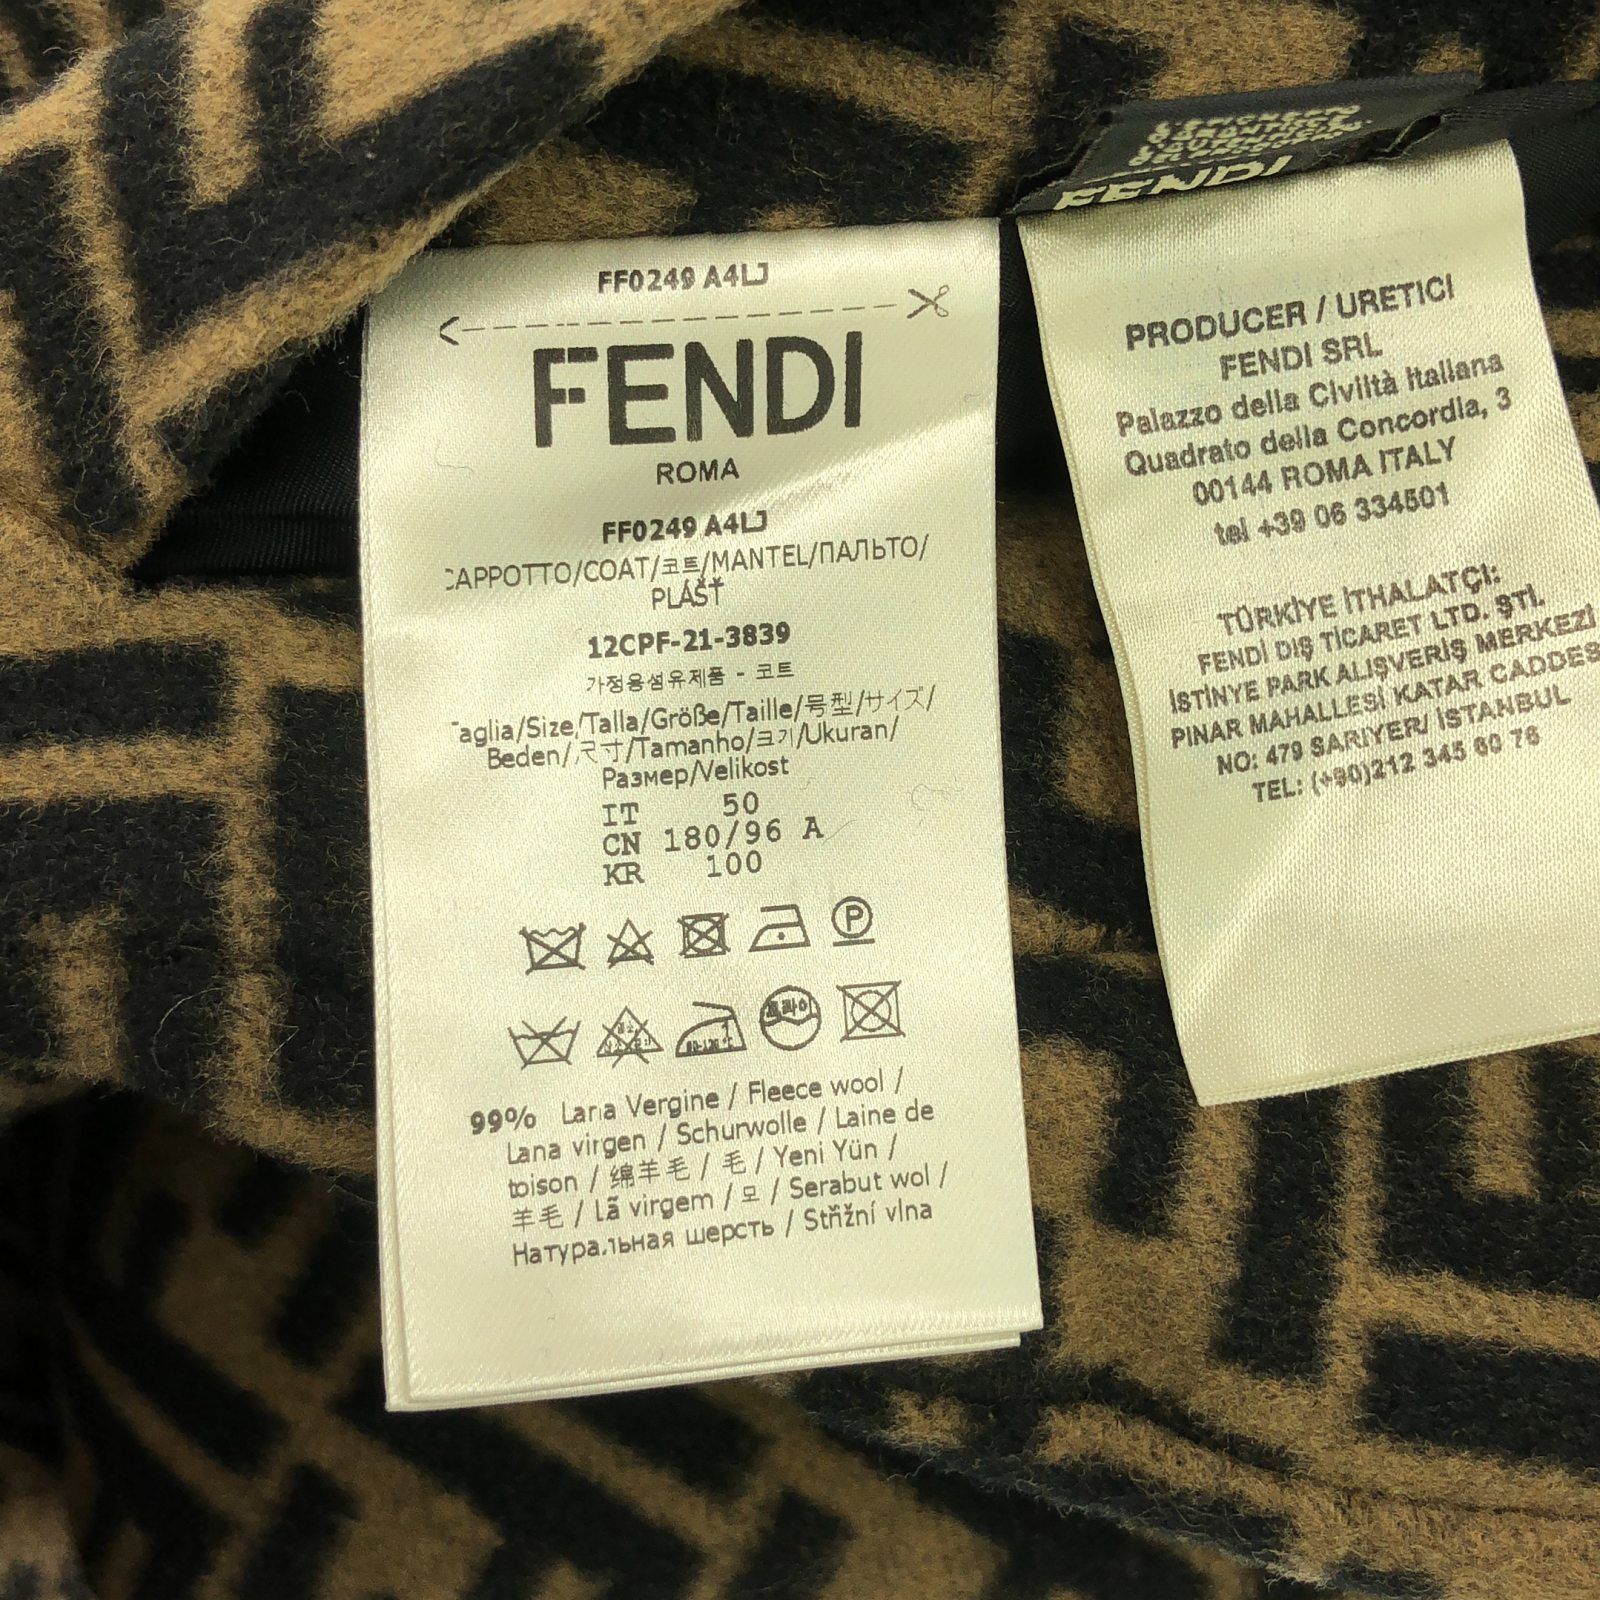 FF0249 A4LJ
FENDI
ROMA
FF0249 A4LJ
CAPPOTTO/COAT/코트/MANTEL/ПАЛЬТО/
PLÁŠŤ
12CPF-21-3839
가정용섬유제품 - 코트
Taglia/Size/Talla/Größe/Taille/号型/サイズ/
Beden/尺寸/Tamanho/크기/Ukuran/
Размер/Velikost
IT 50
CN 180/96 A
KR 100
P
드라이
80-120℃
99% Lana Vergine / Fleece wool /
Lana virgen / Schurwolle / Laine de
toison / 绵羊毛 / 毛 / Yeni Yün /
羊毛 / Lã virgem / 모 / Serabut wol /
Натуральная шерсть / Střižní vlna
FENDI
PRODUCER / URETICI
FENDI SRL
Palazzo della Civiltà Italiana
Quadrato della Concordia, 3
00144 ROMA ITALY
tel +39 06 334501
TÜRKİYE İTHALATÇI:
FENDİ DIŞ TİCARET LTD. ŞTİ.
İSTİNYE PARK ALIŞVERİŞ MERKEZİ
PINAR MAHALLESİ KATAR CADDES
NO: 479 SARIYER/ İSTANBUL
TEL: (+90)212 345 60 76